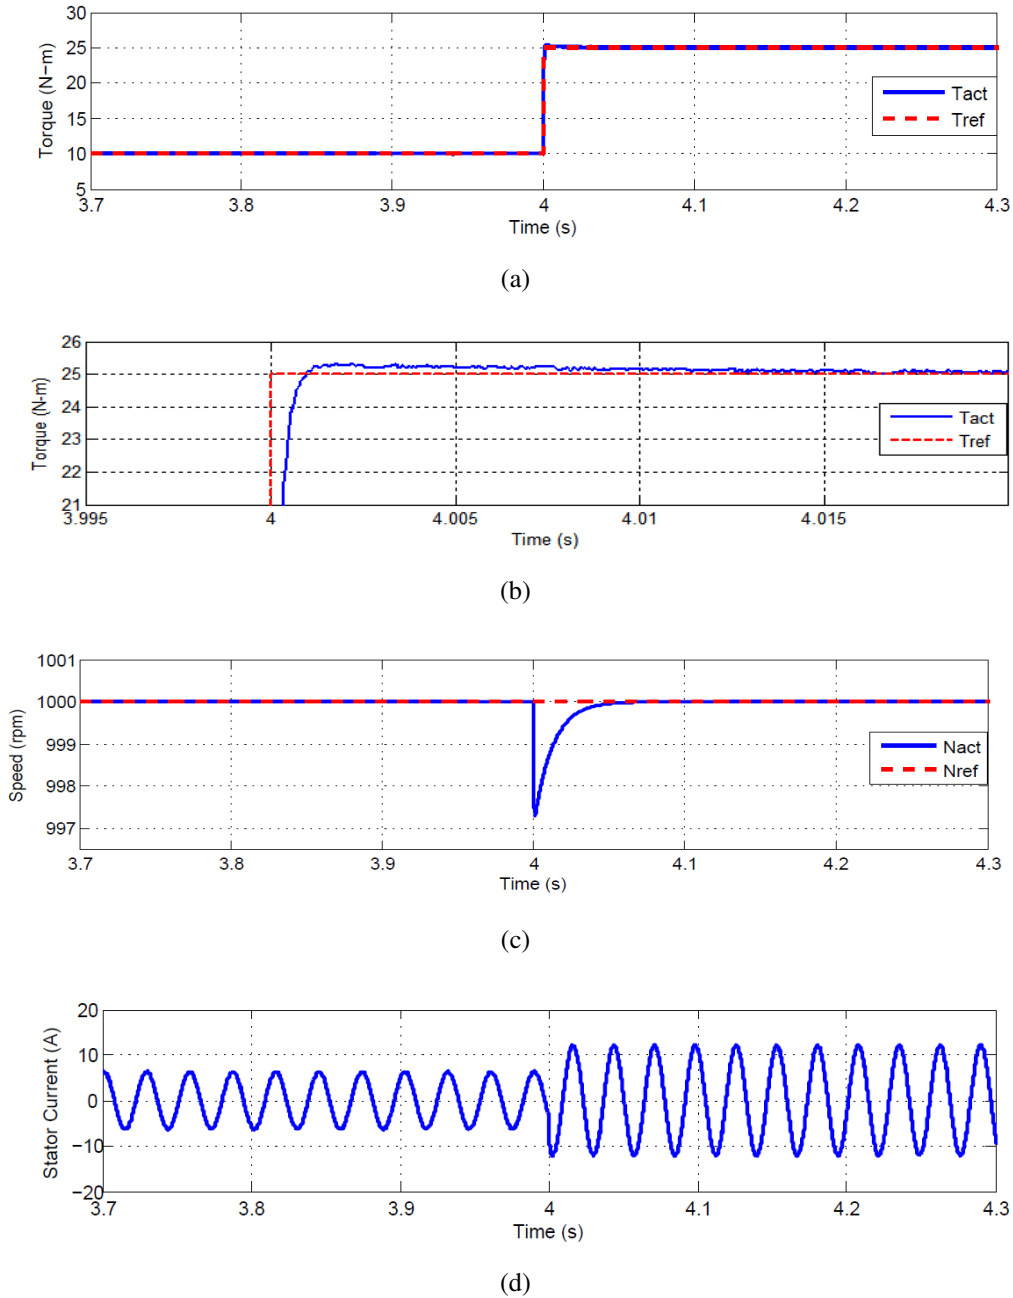 30
25
20
15
10
5
Torque (N−m)
Tact
Tref
3.7 3.8 3.9 4 4.1 4.2 4.3
Time (s)
(a)
26
25
24
23
22
21
Torque (N-m)
Tact
Tref
3.995 4 4.005 4.01 4.015
Time (s)
(b)
1001
1000
999
998
997
Speed (rpm)
Nact
Nref
3.7 3.8 3.9 4 4.1 4.2 4.3
Time (s)
(c)
20
10
0
−10
−20
Stator Current (A)
3.7 3.8 3.9 4 4.1 4.2 4.3
Time (s)
(d)